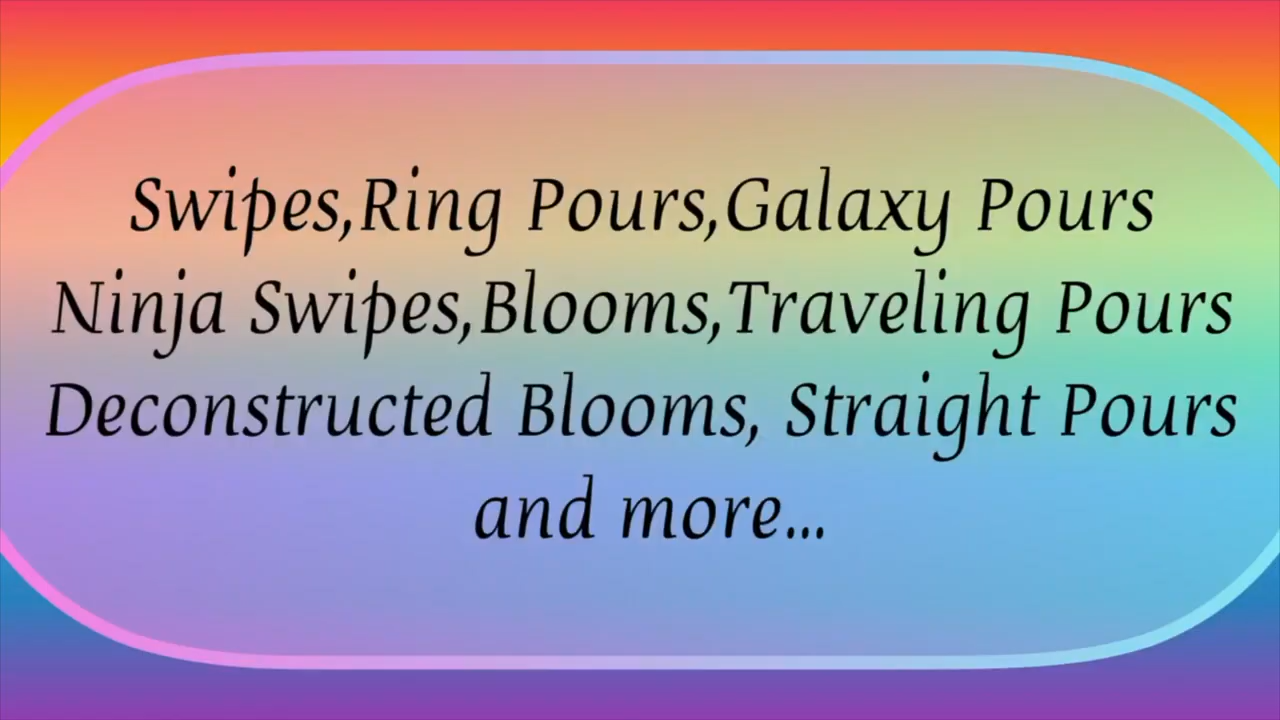 Swipes,Ring Pours,Galaxy Pours
Ninja Swipes,Blooms,Traveling Pours
Deconstructed Blooms, Straight Pours
and more...